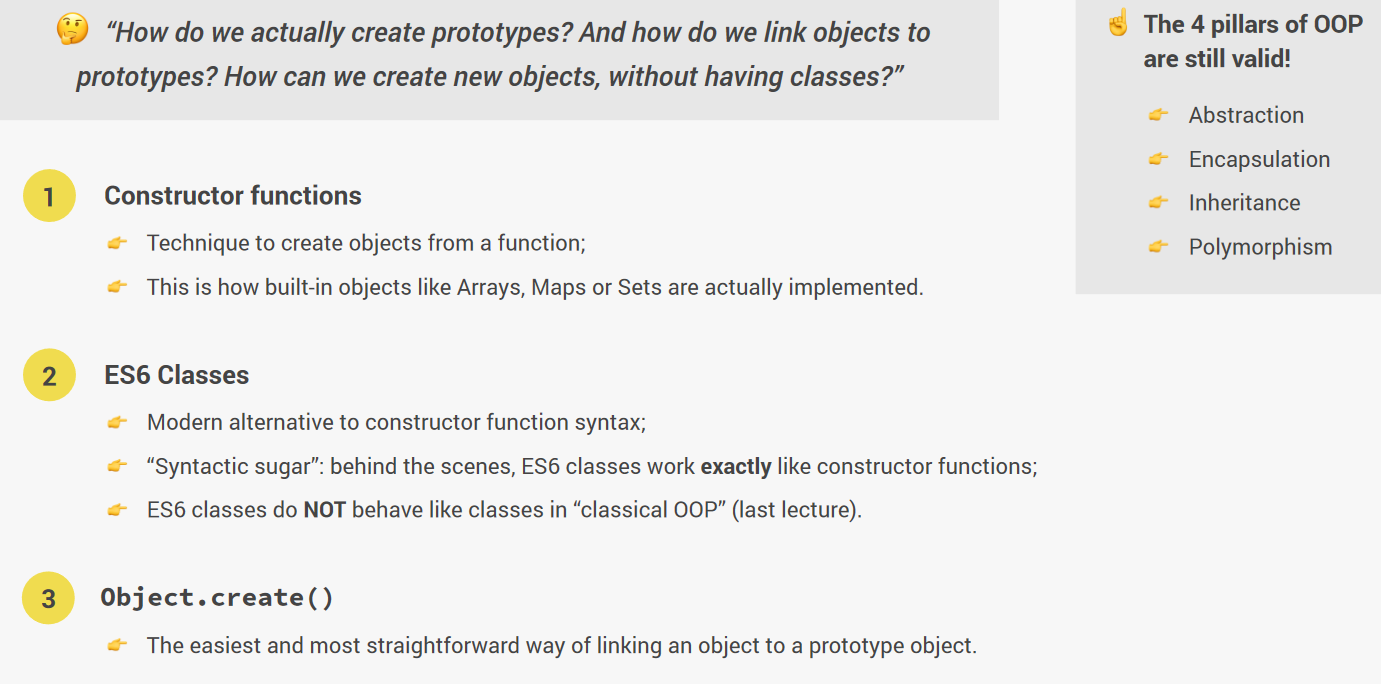 🤔 “How do we actually create prototypes? And how do we link objects to
prototypes? How can we create new objects, without having classes?”
1 Constructor functions
👉 Technique to create objects from a function;
👉 This is how built-in objects like Arrays, Maps or Sets are actually implemented.
2 ES6 Classes
👉 Modern alternative to constructor function syntax;
👉 “Syntactic sugar”: behind the scenes, ES6 classes work exactly like constructor functions;
👉 ES6 classes do NOT behave like classes in “classical OOP” (last lecture).
3 Object.create()
👉 The easiest and most straightforward way of linking an object to a prototype object.
☝️ The 4 pillars of OOP
are still valid!
👉 Abstraction
👉 Encapsulation
👉 Inheritance
👉 Polymorphism